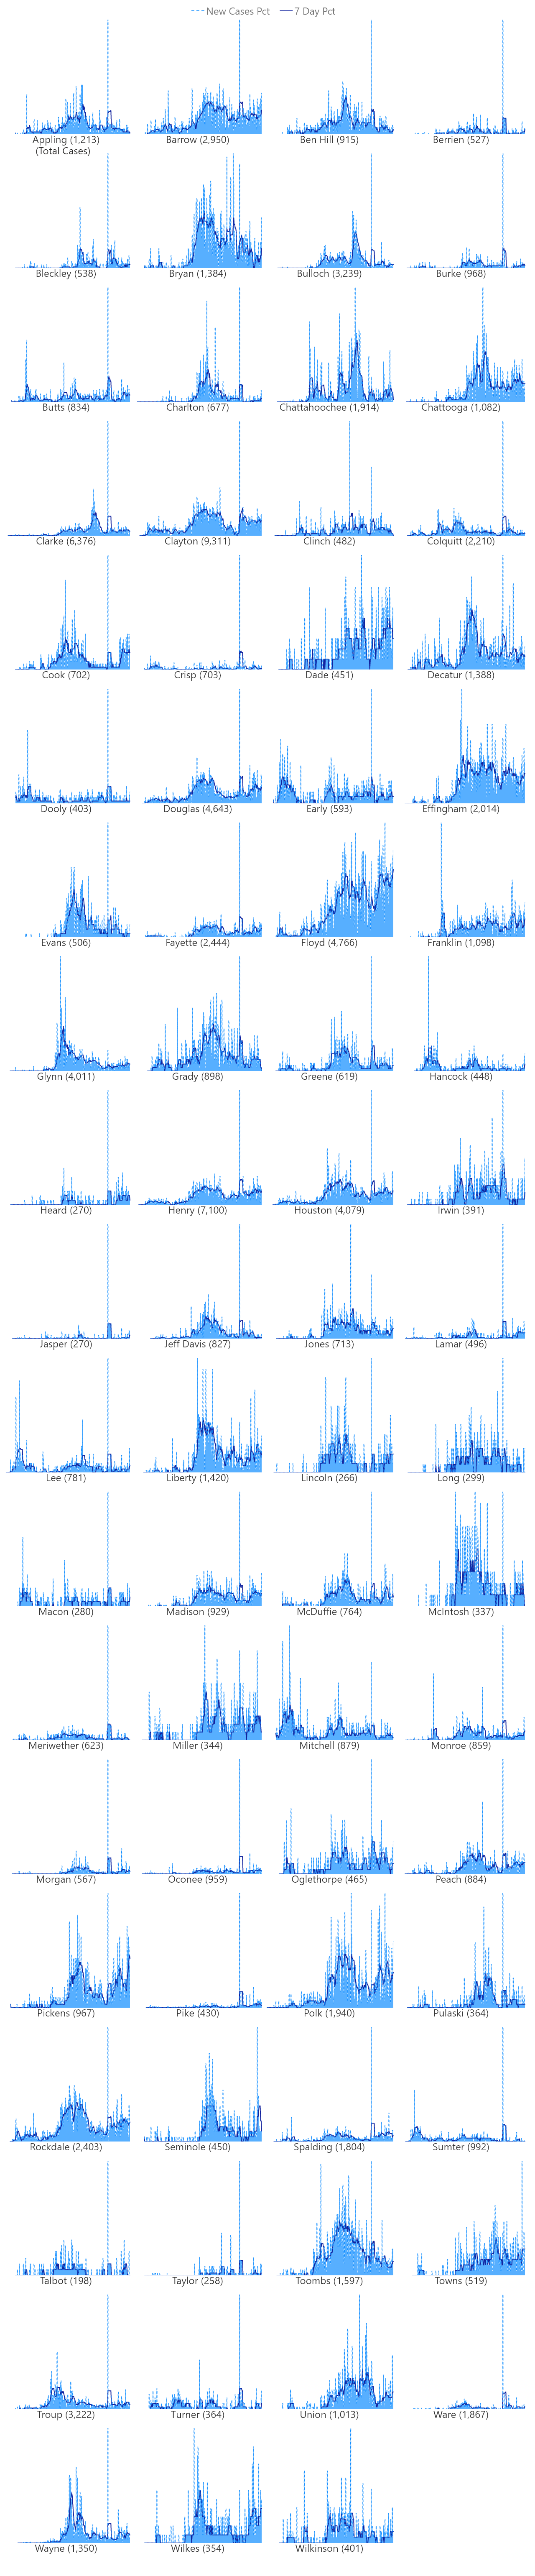 New Cases Pct 7 Day Pct
Appling (1,213) Barrow (2,950) Ben Hill (915) Berrien (527)
(Total Cases)
Bleckley (538) Bryan (1,384) Bulloch (3,239) Burke (968)
Butts (834) Charlton (677) Chattahoochee (1,914) Chattooga (1,082)
Clarke (6,376) Clayton (9,311) Clinch (482) Colquitt (2,210)
Cook (702) Crisp (703) Dade (451) Decatur (1,388)
Dooly (403) Douglas (4,643) Early (593) Effingham (2,014)
Evans (506) Fayette (2,444) Floyd (4,766) Franklin (1,098)
Glynn (4,011) Grady (898) Greene (619) Hancock (448)
Heard (270) Henry (7,100) Houston (4,079) Irwin (391)
Jasper (270) Jeff Davis (827) Jones (713) Lamar (496)
Lee (781) Liberty (1,420) Lincoln (266) Long (299)
Macon (280) Madison (929) McDuffie (764) McIntosh (337)
Meriwether (623) Miller (344) Mitchell (879) Monroe (859)
Morgan (567) Oconee (959) Oglethorpe (465) Peach (884)
Pickens (967) Pike (430) Polk (1,940) Pulaski (364)
Rockdale (2,403) Seminole (450) Spalding (1,804) Sumter (992)
Talbot (198) Taylor (258) Toombs (1,597) Towns (519)
Troup (3,222) Turner (364) Union (1,013) Ware (1,867)
Wayne (1,350) Wilkes (354) Wilkinson (401)